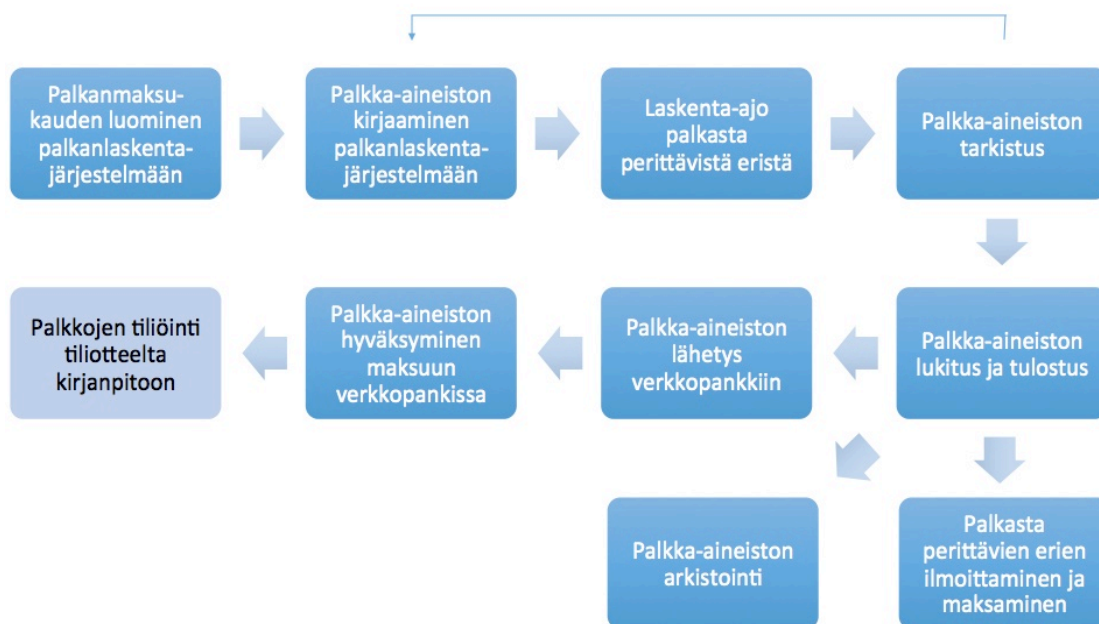 Palkanmaksu-
kauden luominen
palkanlaskenta-
järjestelmään
Palkka-aineiston
kirjaaminen
palkanlaskenta-
järjestelmään
Laskenta-ajo
palkasta
perittävistä eristä
Palkka-aineiston
tarkistus
Palkkojen tiliöinti
tiliotteelta
kirjanpitoon
Palkka-aineiston
hyväksyminen
maksuun
verkkopankissa
Palkka-aineiston
lähetys
verkkopankkiin
Palkka-aineiston
lukitus ja tulostus
Palkka-aineiston
arkistointi
Palkasta
perittävien erien
ilmoittaminen ja
maksaminen